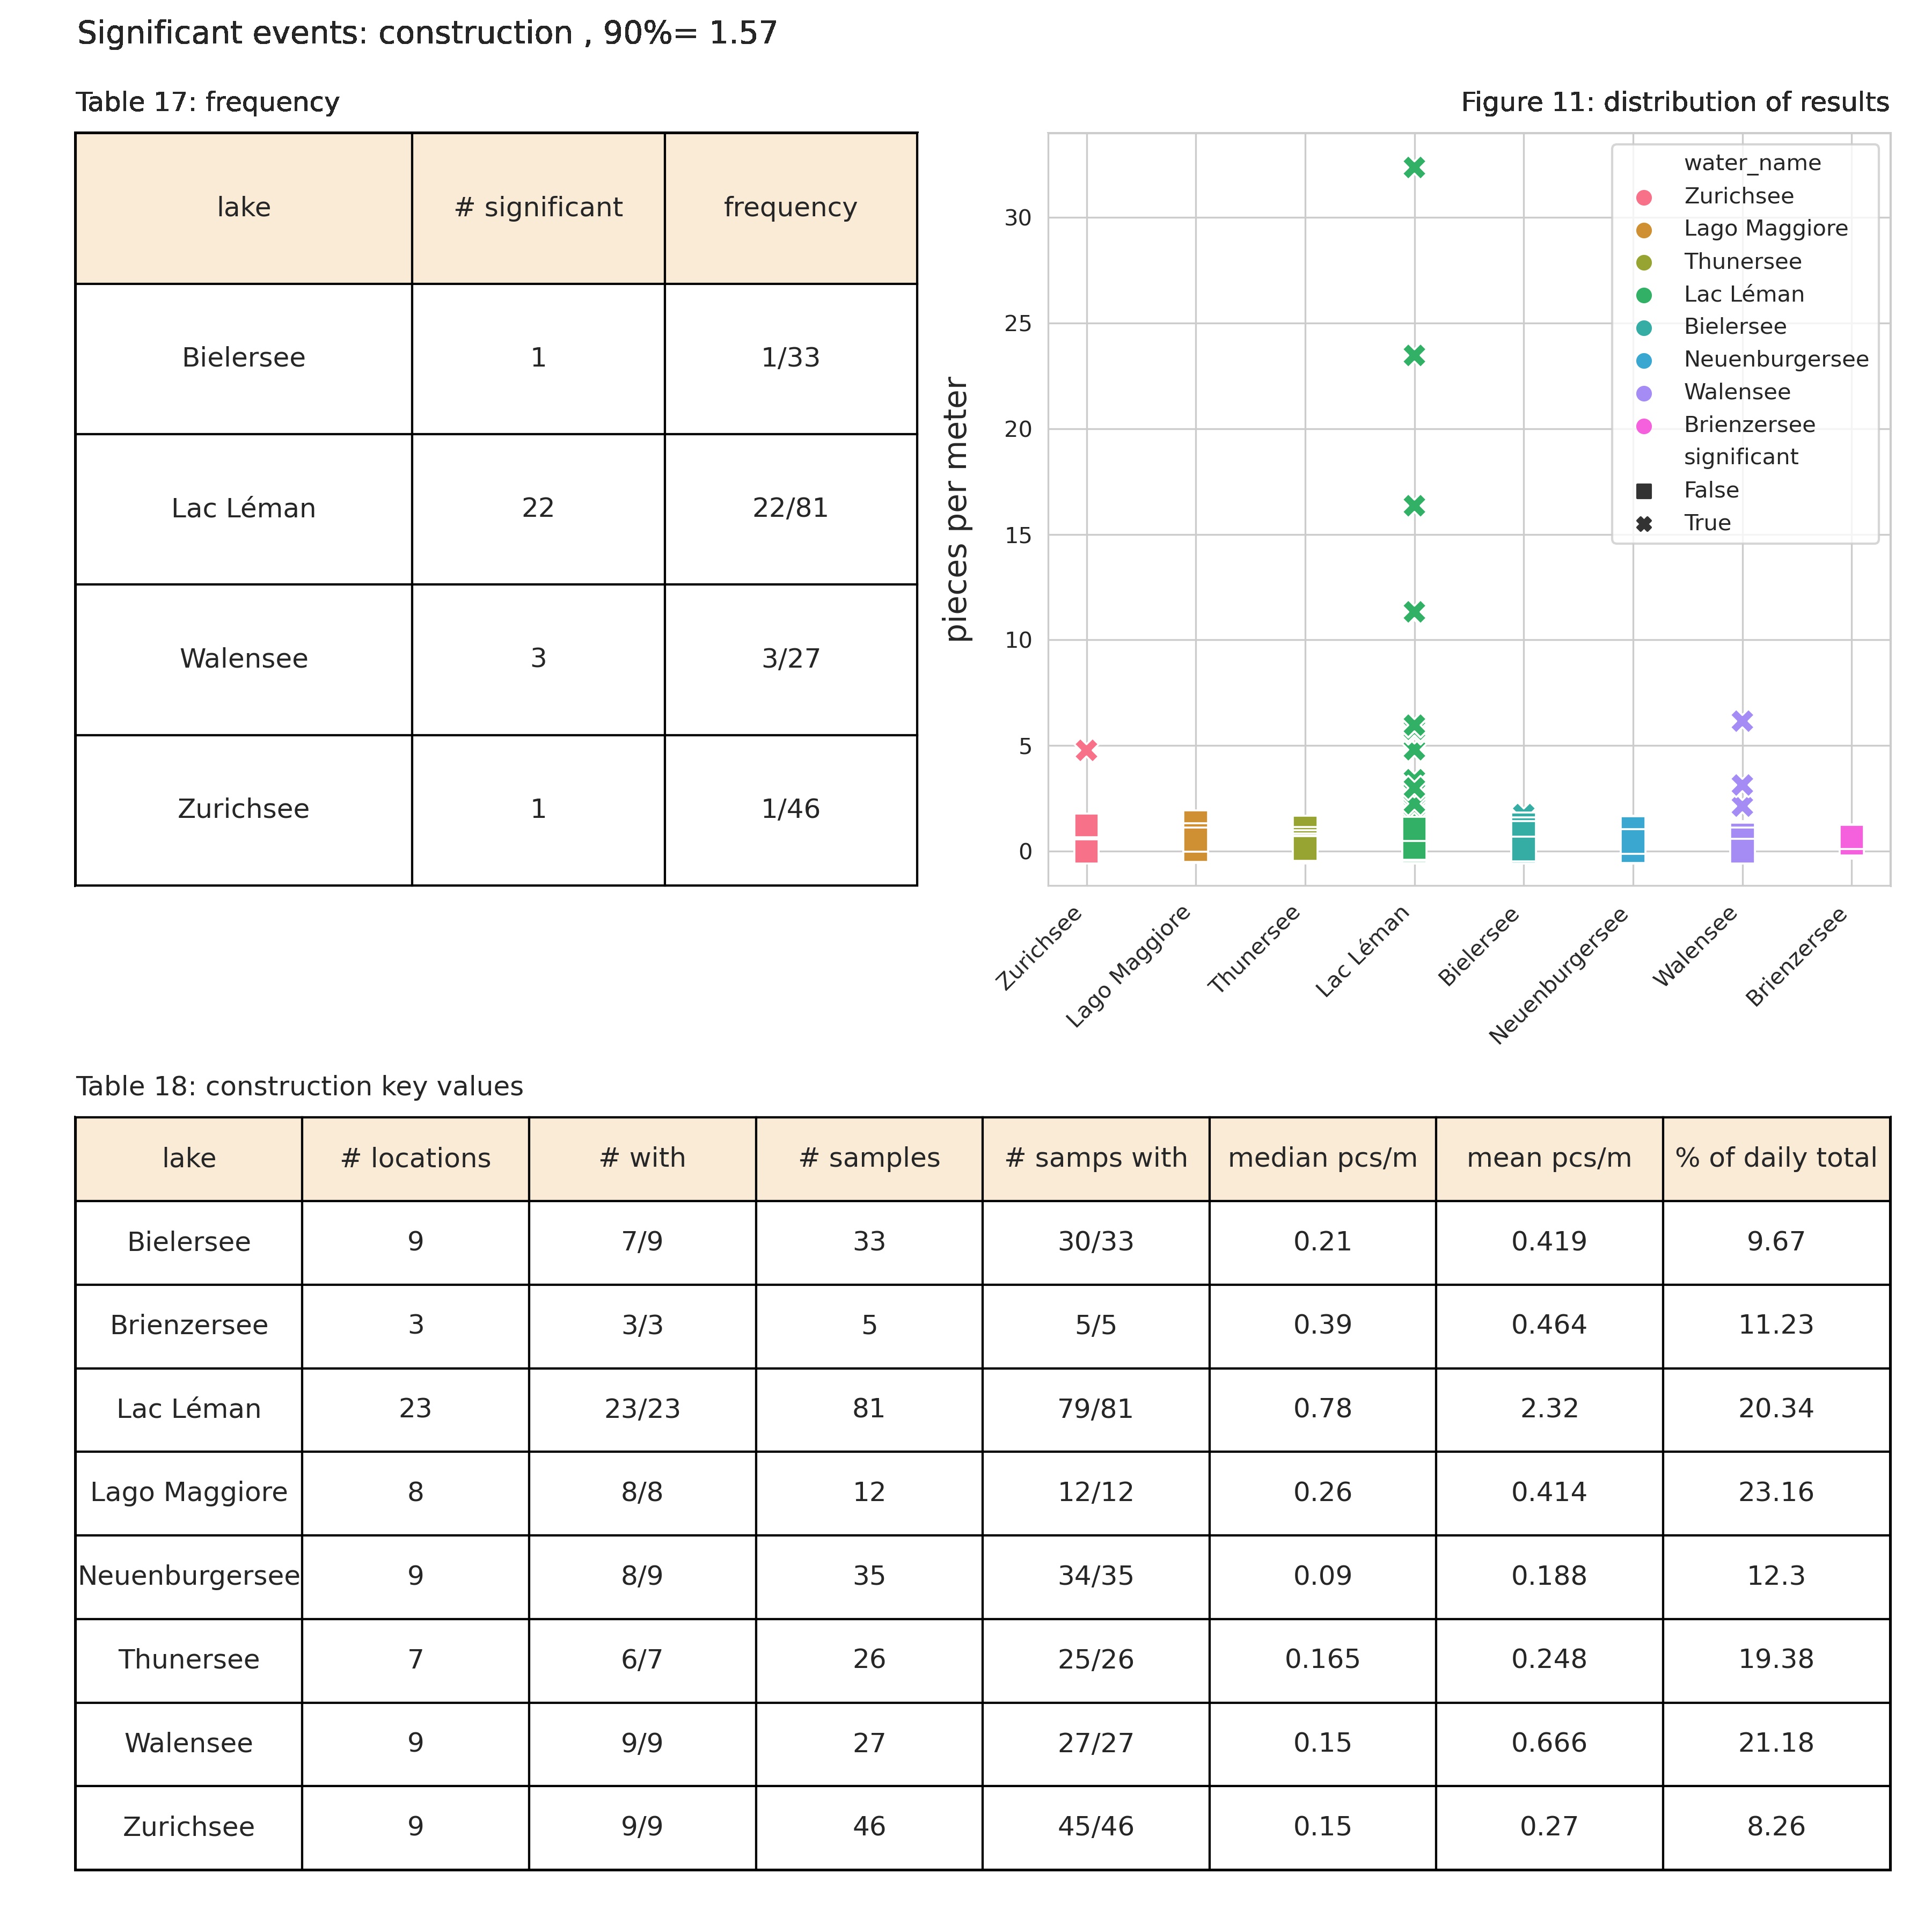 Significant events: construction , 90%= 1.57
Table 17: frequency
lake # significant frequency
Bielersee 1 1/33
Lac Léman 22 22/81
Walensee 3 3/27
Zurichsee 1 1/46
Figure 11: distribution of results
pieces per meter
30
25
20
15
10
5
0
water_name
Zurichsee
Lago Maggiore
Thunersee
Lac Léman
Bielersee
Neuenburgersee
Walensee
Brienzersee
significant
False
True
Zurichsee
Lago Maggiore
Thunersee
Lac Léman
Bielersee
Neuenburgersee
Walensee
Brienzersee
Table 18: construction key values
lake # locations # with # samples # samps with median pcs/m mean pcs/m % of daily total
Bielersee 9 7/9 33 30/33 0.21 0.419 9.67
Brienzersee 3 3/3 5 5/5 0.39 0.464 11.23
Lac Léman 23 23/23 81 79/81 0.78 2.32 20.34
Lago Maggiore 8 8/8 12 12/12 0.26 0.414 23.16
Neuenburgersee 9 8/9 35 34/35 0.09 0.188 12.3
Thunersee 7 6/7 26 25/26 0.165 0.248 19.38
Walensee 9 9/9 27 27/27 0.15 0.666 21.18
Zurichsee 9 9/9 46 45/46 0.15 0.27 8.26